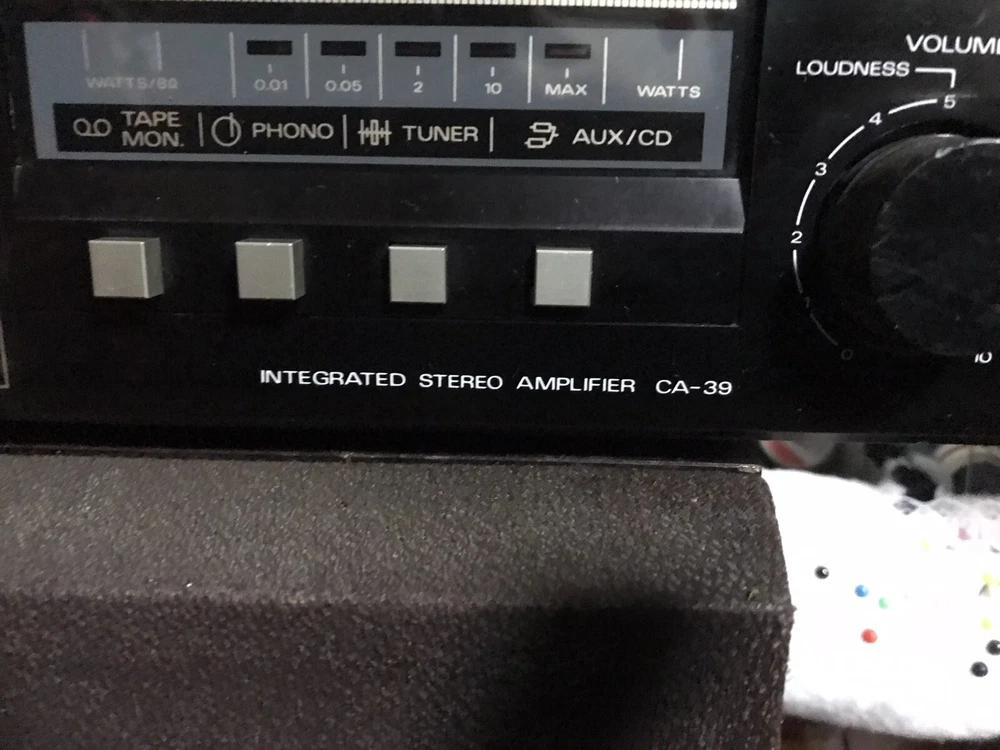 WATTS/8Ω 0.01 0.05 2 10 MAX WATTS
TAPE MON. PHONO TUNER AUX/CD
INTEGRATED STEREO AMPLIFIER CA-39
LOUDNESS
5
4
3
2
1
0
10